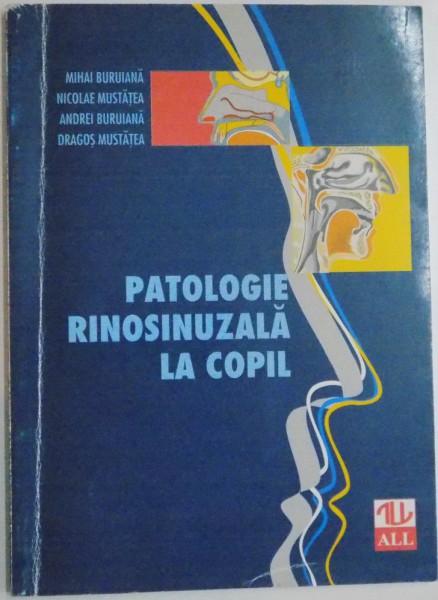 MIHAI BURUIANĂ
NICOLAE MUSTĂȚEA
ANDREI BURUIANĂ
DRAGOȘ MUSTĂȚEA
PATOLOGIE
RINOSINUZALĂ
LA COPIL
ALL